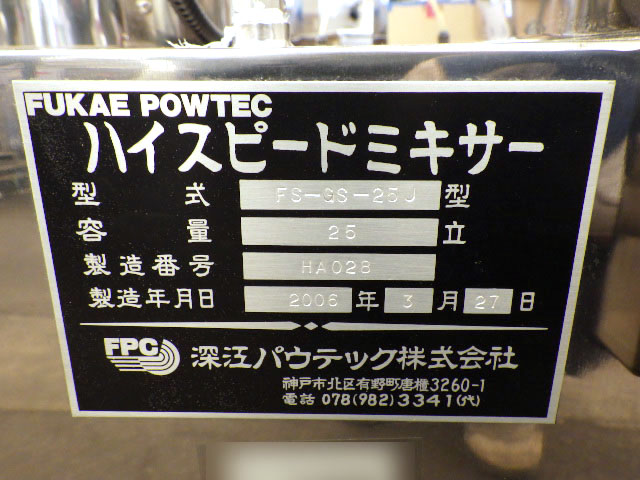 FUKAE POWTEC
ハイスピードミキサー
型 式 FS-GS-25J 型
容 量 25 立
製造番号 HA028
製造年月日 2006 年 3 月 27 日
FPC 深江パウテック株式会社
神戸市北区有野町唐櫃3260-1
電話 078(982)3341(代)